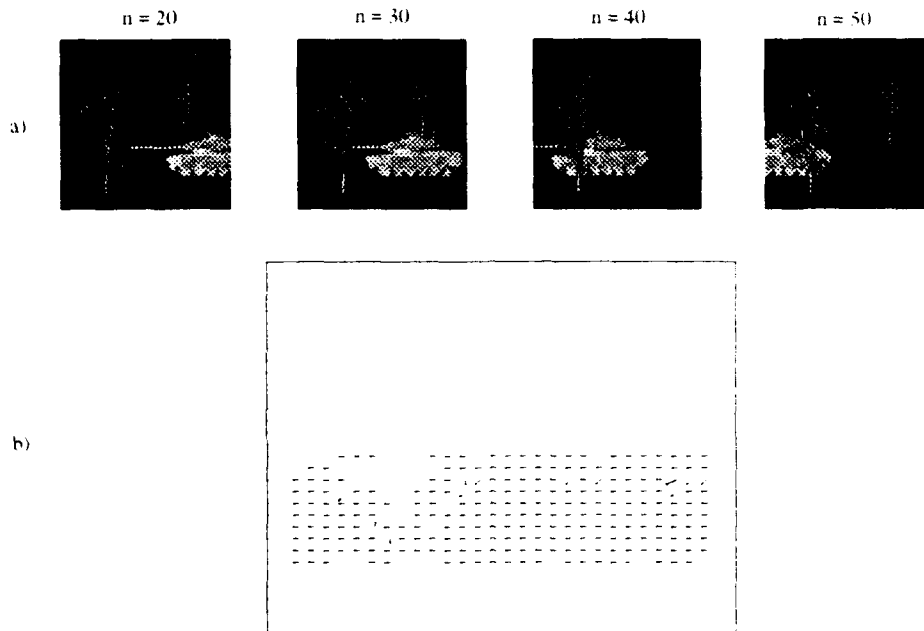 n = 20
n = 30
n = 40
n = 50
a)
b)